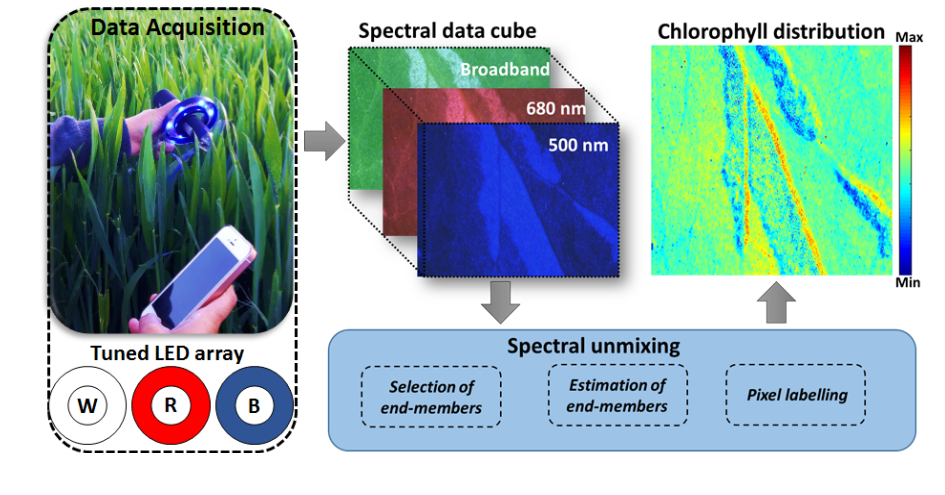 Data Acquisition
Tuned LED array
W
R
B
Spectral data cube
Broadband
680 nm
500 nm
Chlorophyll distribution
Max
Min
Spectral unmixing
Selection of
end-members
Estimation of
end-members
Pixel labelling